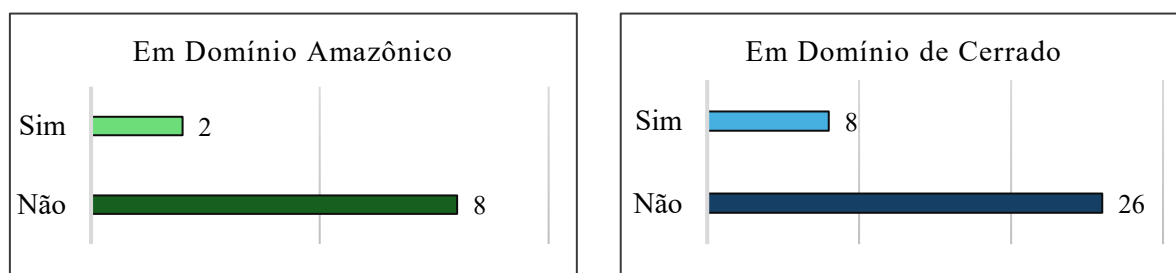 Em Domínio Amazônico
Sim 2
Não 8
Em Domínio de Cerrado
Sim 8
Não 26